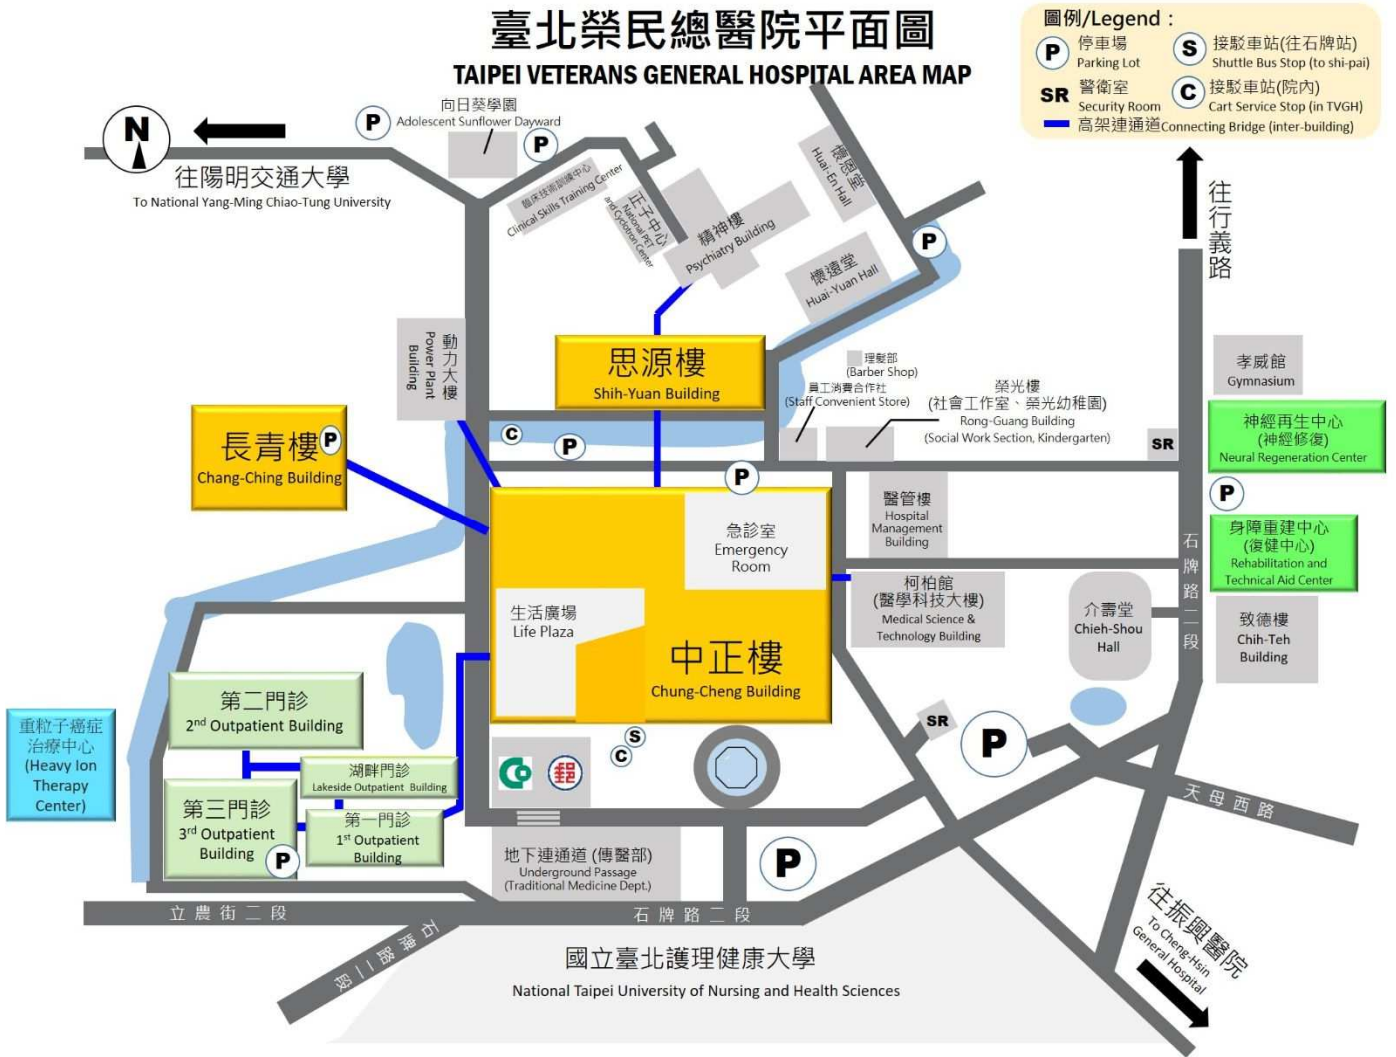 臺北榮民總醫院平面圖
TAIPEI VETERANS GENERAL HOSPITAL AREA MAP
圖例/Legend：
P
停車場
Parking Lot
S
接駁車站(往石牌站)
Shuttle Bus Stop (to shi-pai)
SR
警衛室
Security Room
C
接駁車站(院內)
Cart Service Stop (in TVGH)
高架連通道Connecting Bridge (inter-building)
N
往陽明交通大學
To National Yang-Ming Chiao-Tung University
P
向日葵學園
Adolescent Sunflower Dayward
P
臨床技術訓練中心
Clinical Skills Training Center
正子中心
National PET
and Cyclotron Center
精神樓
Psychiatry Building
懷恩堂
Huai-En Hall
懷遠堂
Huai-Yuan Hall
P
往行義路
動力大樓
Power Plant
Building
思源樓
Shih-Yuan Building
理髮部
(Barber Shop)
員工消費合作社
(Staff Convenient Store)
榮光樓
(社會工作室、榮光幼稚園)
Rong-Guang Building
(Social Work Section, Kindergarten)
孝威館
Gymnasium
神經再生中心
(神經修復)
Neural Regeneration Center
SR
長青樓
P
Chang-Ching Building
C
P
P
P
急診室
Emergency
Room
醫管樓
Hospital
Management
Building
身障重建中心
(復健中心)
Rehabilitation and
Technical Aid Center
石牌路二段
柯柏館
(醫學科技大樓)
Medical Science &
Technology Building
介壽堂
Chieh-Shou
Hall
致德樓
Chih-Teh
Building
生活廣場
Life Plaza
中正樓
Chung-Cheng Building
第二門診
2nd Outpatient Building
重粒子癌症
治療中心
(Heavy Ion
Therapy
Center)
湖畔門診
Lakeside Outpatient Building
第三門診
3rd Outpatient
Building
P
第一門診
1st Outpatient
Building
S
C
郵
SR
P
天母西路
地下連通道 (傳醫部)
Underground Passage
(Traditional Medicine Dept.)
P
立農街二段
石牌路二段
石牌路二段
往振興醫院
To Cheng-Hsin
General Hospital
國立臺北護理健康大學
National Taipei University of Nursing and Health Sciences